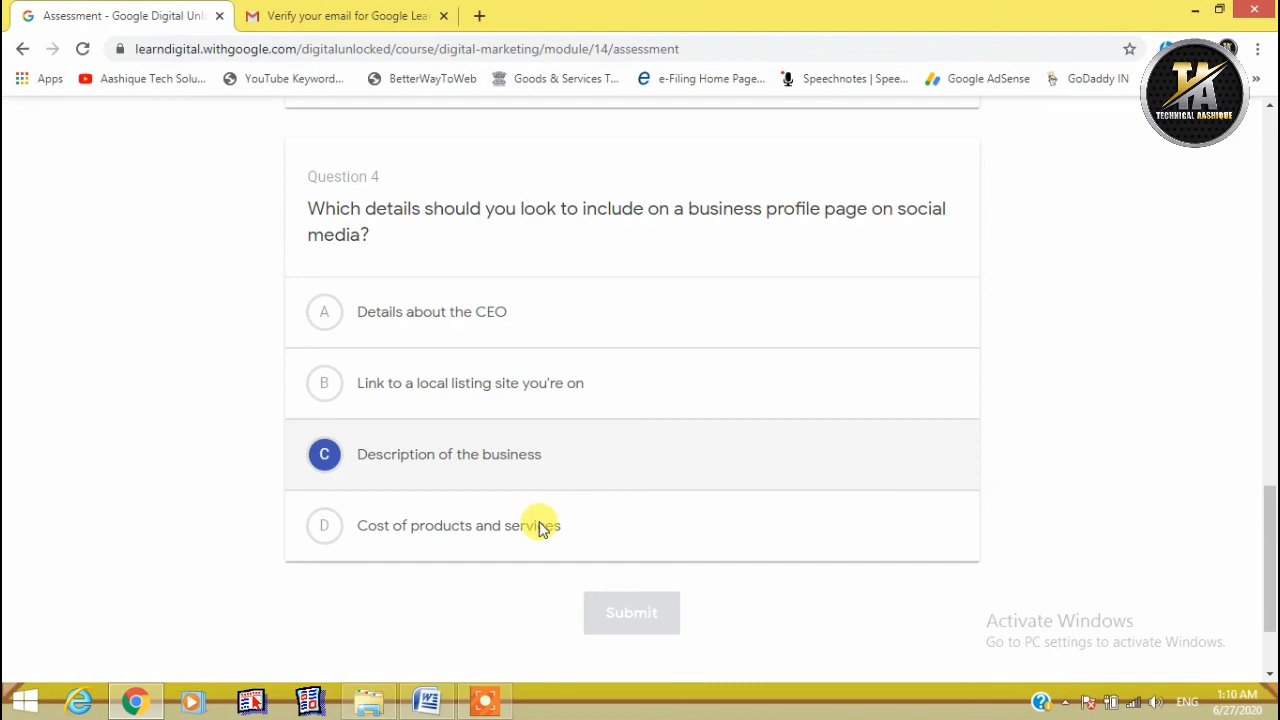 Assessment - Google Digital Unl
Verify your email for Google Lea
learndigital.withgoogle.com/digitalunlocked/course/digital-marketing/module/14/assessment
Apps
Aashique Tech Solu...
YouTube Keyword...
BetterWayToWeb
Goods & Services T...
e-Filing Home Page...
Speechnotes | Spee...
Google AdSense
GoDaddy IN
TA
TECHNICAL AASHIQUE
Question 4
Which details should you look to include on a business profile page on social
media?
A Details about the CEO
B Link to a local listing site you're on
C Description of the business
D Cost of products and services
Submit
Activate Windows
Go to PC settings to activate Windows.
ENG
1:10 AM
6/27/2020